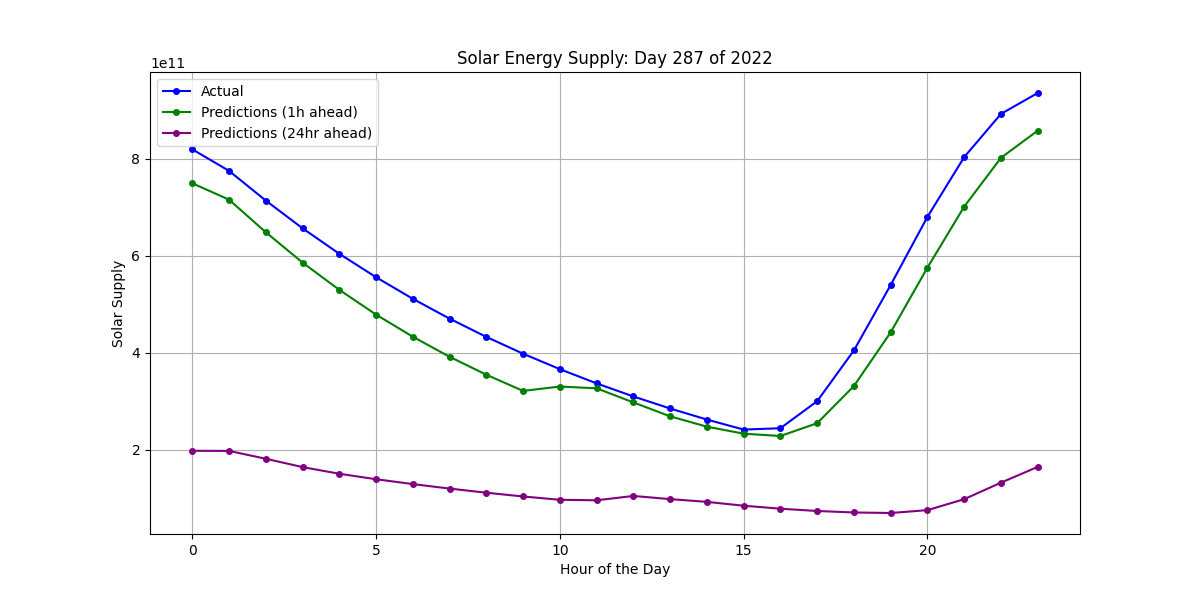 Solar Energy Supply: Day 287 of 2022
1e11
Actual
Predictions (1h ahead)
Predictions (24hr ahead)
8
6
4
2
Solar Supply
0 5 10 15 20
Hour of the Day